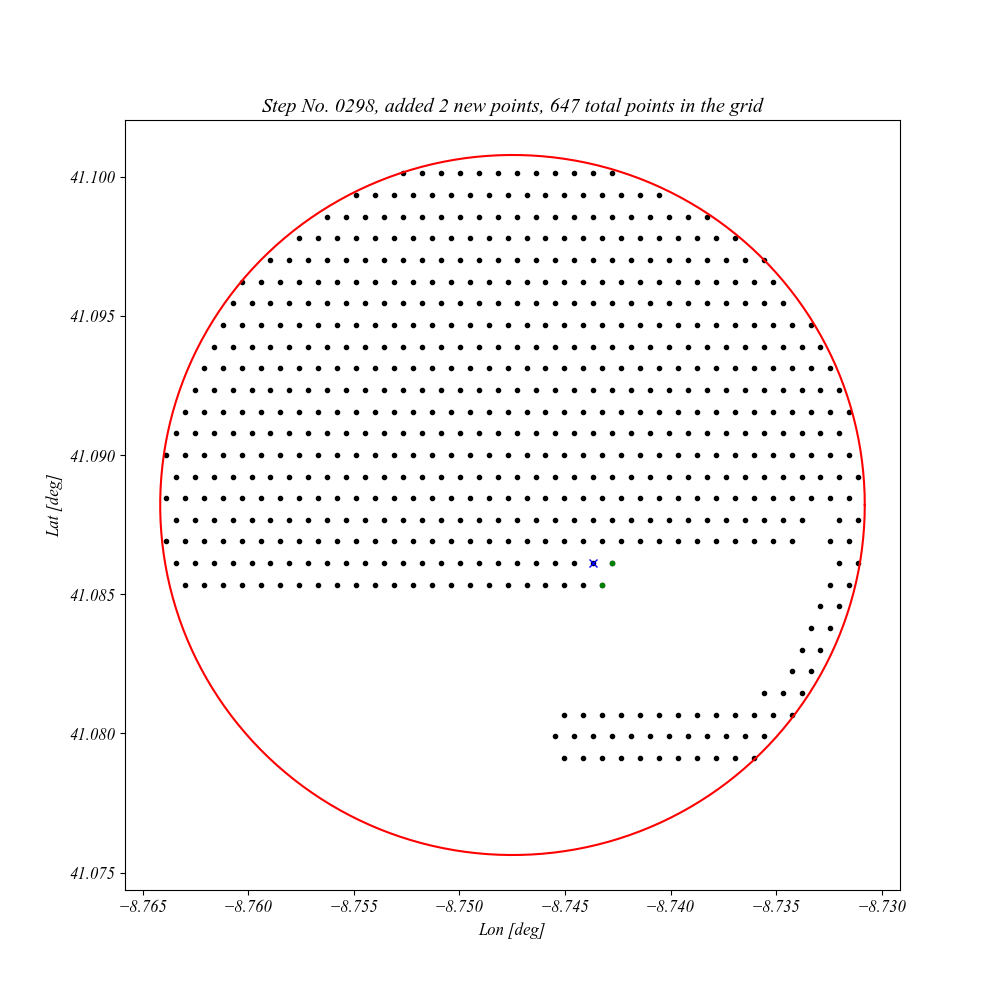 Step No. 0298, added 2 new points, 647 total points in the grid
41.100
41.095
41.090
41.085
41.080
41.075
Lat [deg]
−8.765 −8.760 −8.755 −8.750 −8.745 −8.740 −8.735 −8.730
Lon [deg]